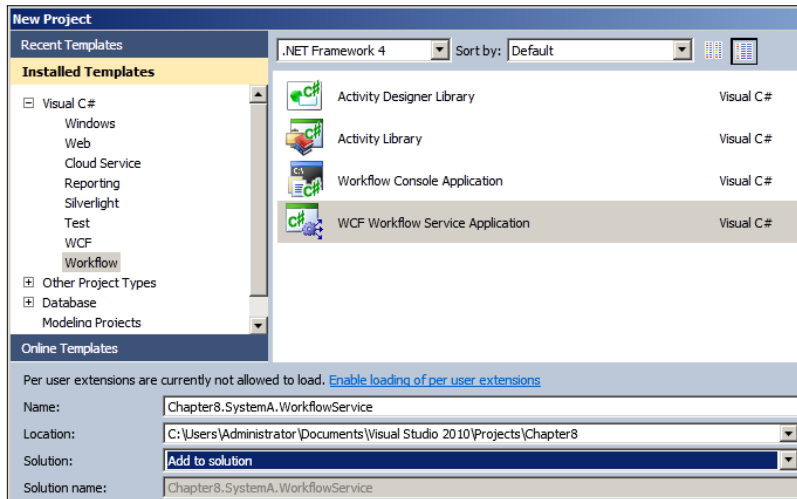 New Project
Recent Templates
Installed Templates
Visual C#
Windows
Web
Cloud Service
Reporting
Silverlight
Test
WCF
Workflow
Other Project Types
Database
Modeling Projects
Online Templates
.NET Framework 4 Sort by: Default
Activity Designer Library Visual C#
Activity Library Visual C#
Workflow Console Application Visual C#
WCF Workflow Service Application Visual C#
Per user extensions are currently not allowed to load. Enable loading of per user extensions
Name: Chapter8.SystemA.WorkflowService
Location: C:\Users\Administrator\Documents\Visual Studio 2010\Projects\Chapter8
Solution: Add to solution
Solution name: Chapter8.SystemA.WorkflowService